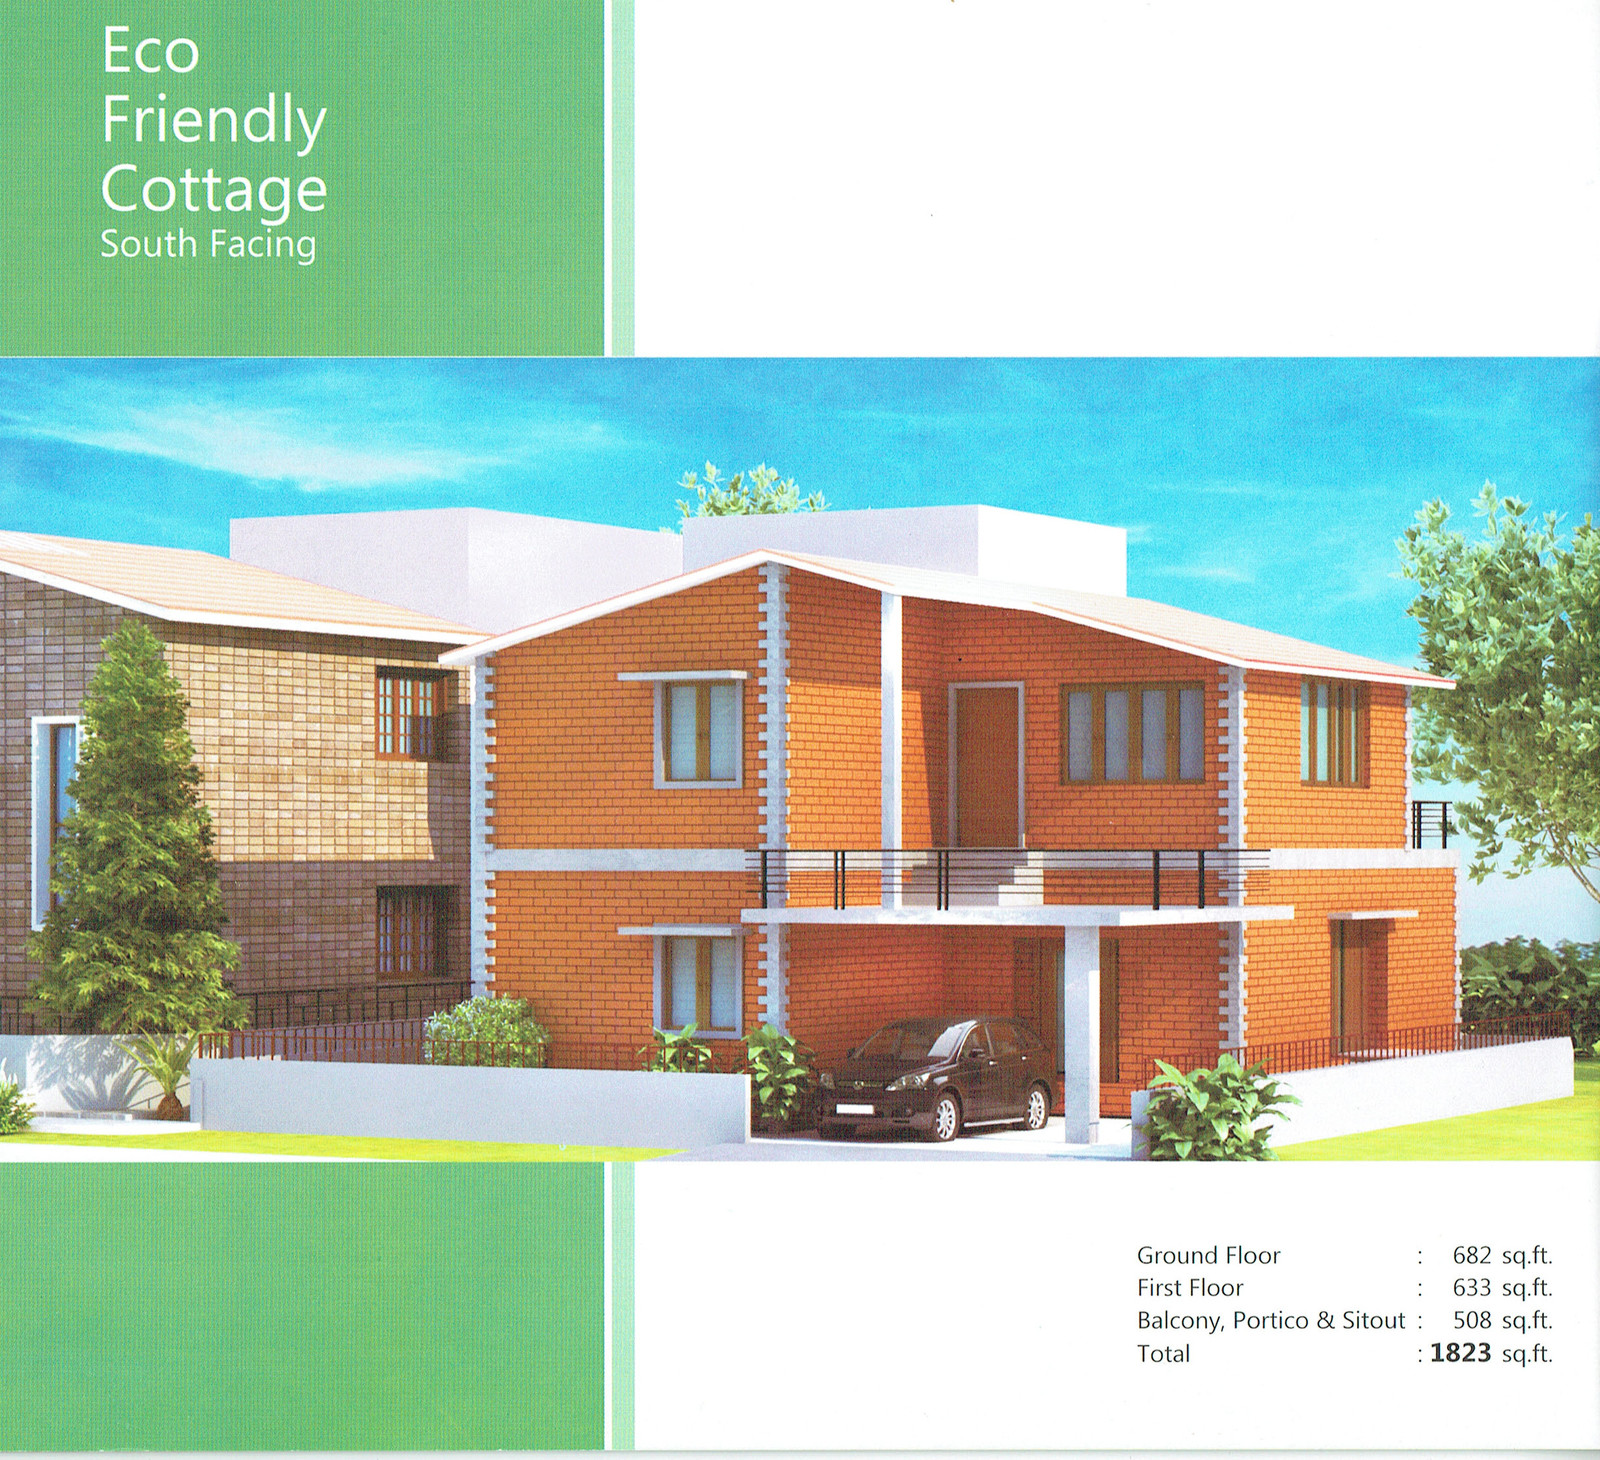 Eco
Friendly
Cottage
South Facing
Ground Floor : 682 sq.ft.
First Floor : 633 sq.ft.
Balcony, Portico & Sitout : 508 sq.ft.
Total : 1823 sq.ft.